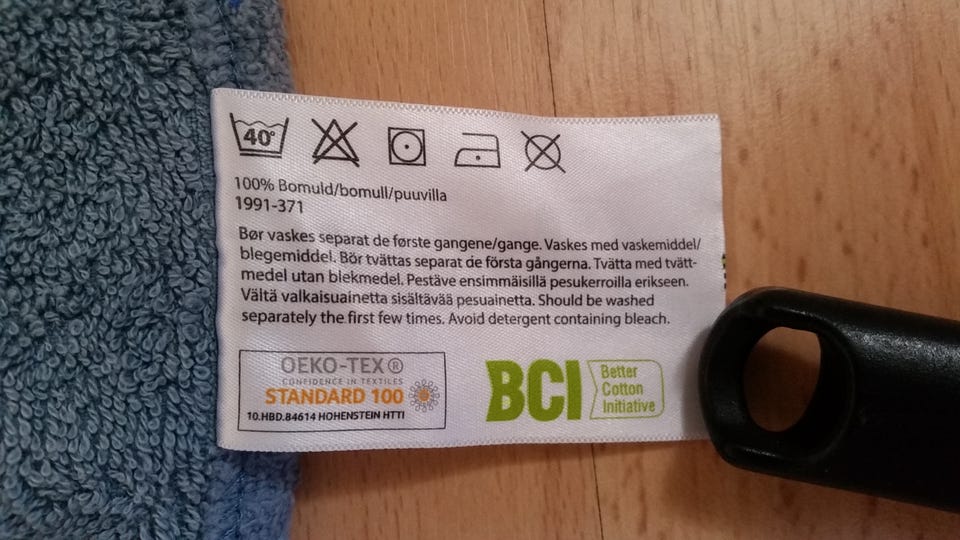 40°
100% Bomuld/bomull/puuvilla
1991-371
Bør vaskes separat de første gangene/gange. Vaskes med vaskemiddel/
blegemiddel. Bör tvättas separat de första gångerna. Tvätta med tvätt-
medel utan blekmedel. Pestäve ensimmäisillä pesukerroilla erikseen.
Vältä valkaisuainetta sisältävää pesuainetta. Should be washed
separately the first few times. Avoid detergent containing bleach.
OEKO-TEX®
CONFIDENCE IN TEXTILES
STANDARD 100
10.HBD.84614 HOHENSTEIN HTTI
BCI
Better
Cotton
Initiative